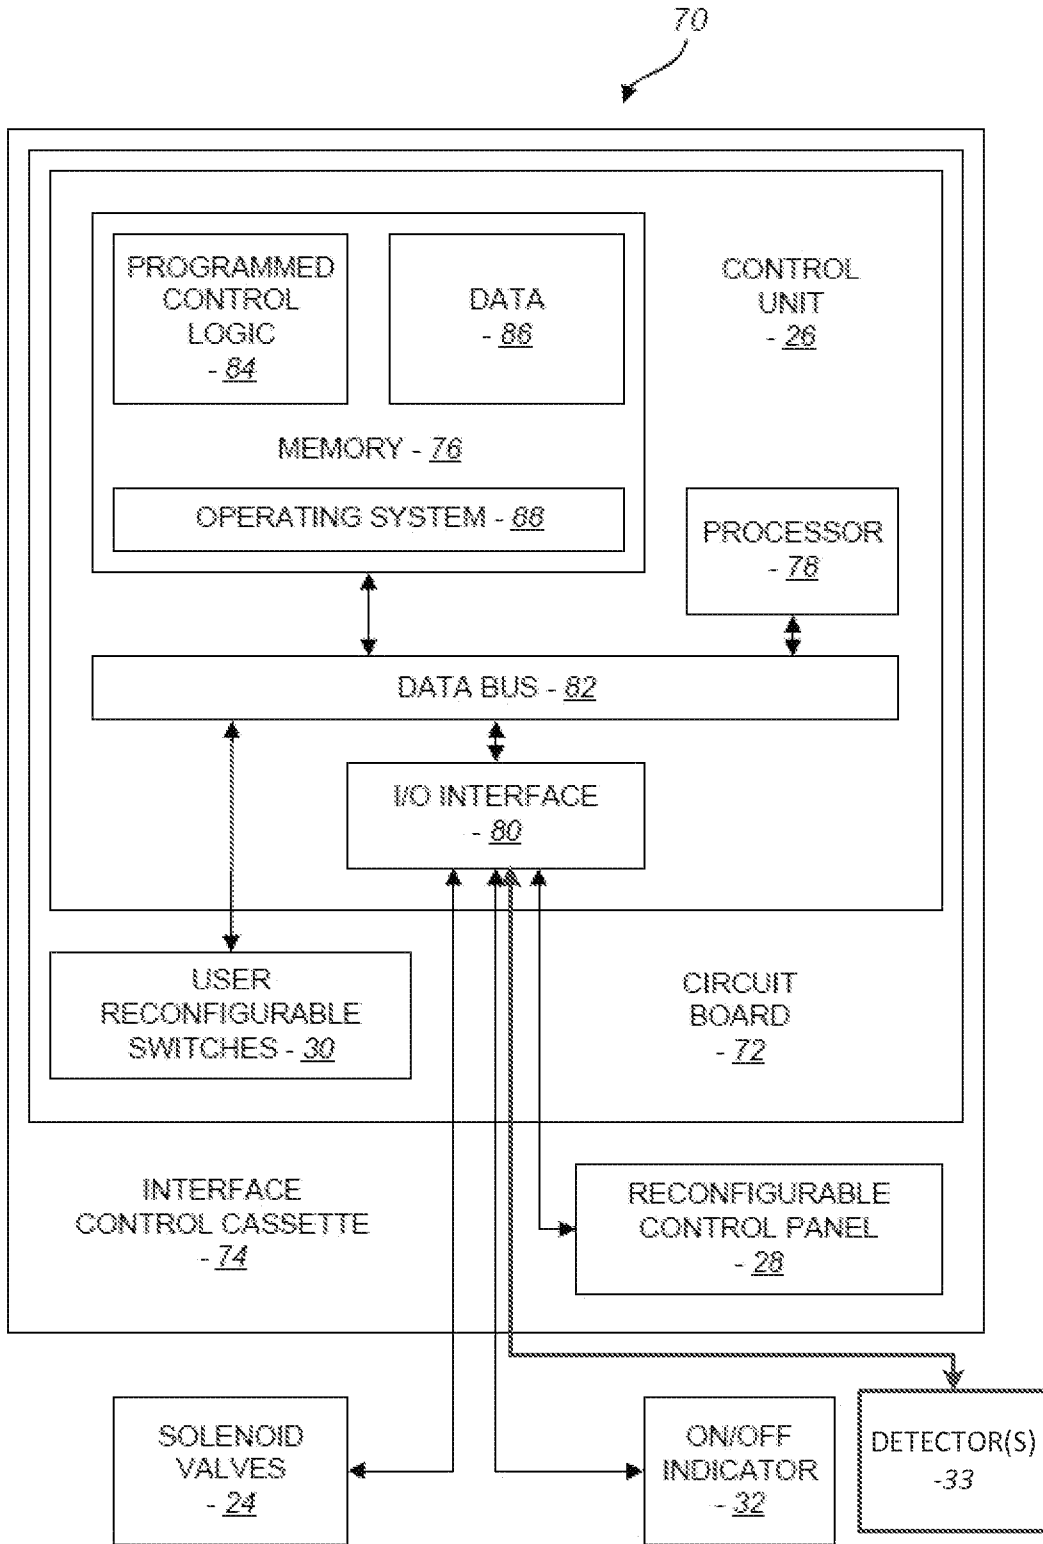 70
PROGRAMMED
CONTROL
LOGIC
- 84
DATA
- 86
CONTROL
UNIT
- 26
MEMORY - 76
OPERATING SYSTEM - 88
PROCESSOR
- 78
DATA BUS - 82
I/O INTERFACE
- 80
USER
RECONFIGURABLE
SWITCHES - 30
CIRCUIT
BOARD
- 72
INTERFACE
CONTROL CASSETTE
- 74
RECONFIGURABLE
CONTROL PANEL
- 28
SOLENOID
VALVES
- 24
ON/OFF
INDICATOR
- 32
DETECTOR(S)
-33